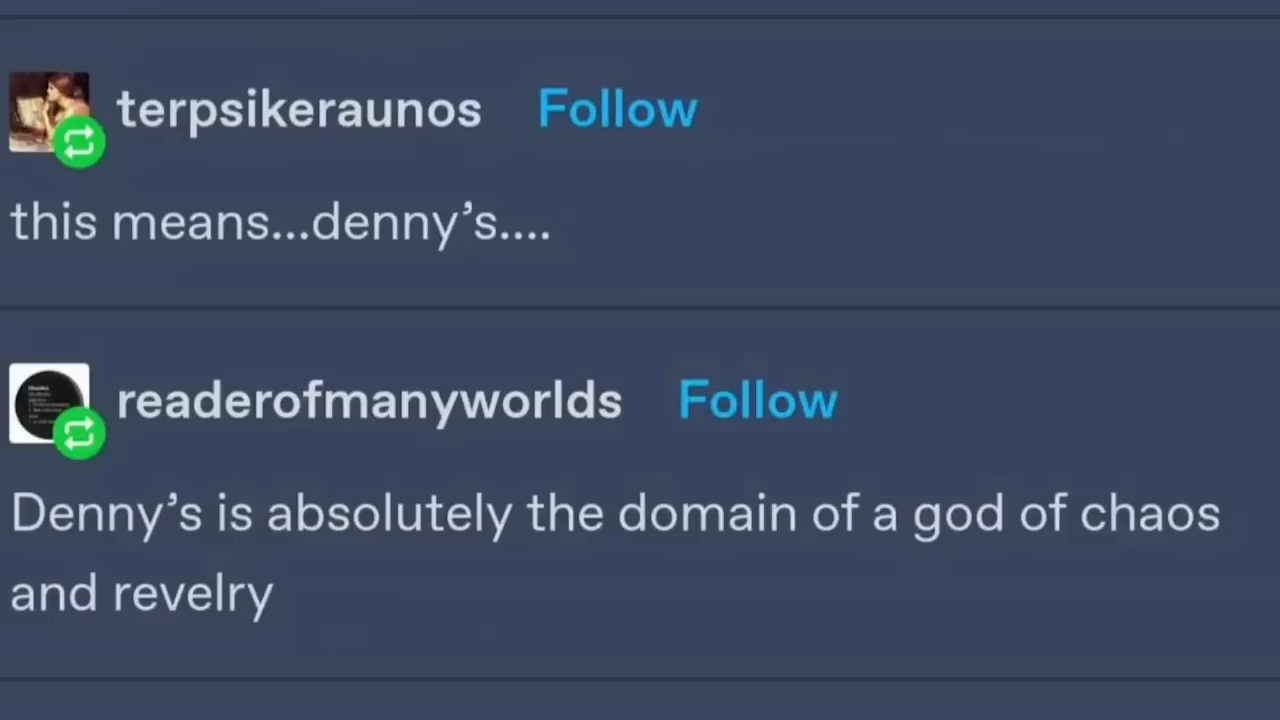 terpsikeraunos Follow
this means...denny’s....
readerofmanyworlds Follow
Denny’s is absolutely the domain of a god of chaos
and revelry